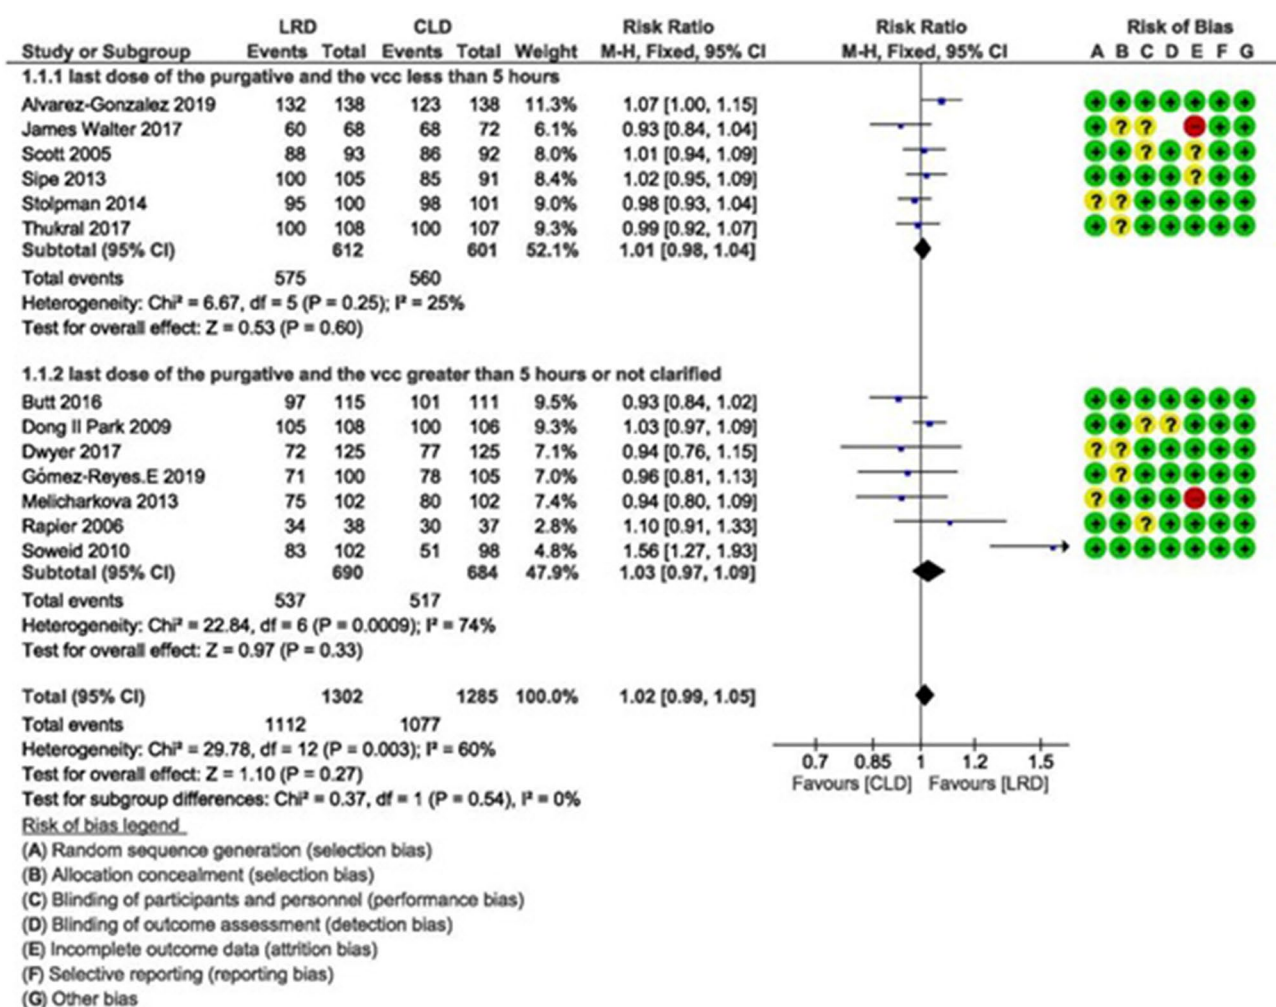 LRD CLD Risk Ratio Risk Ratio Risk of Bias
Study or Subgroup Events Total Events Total Weight M-H, Fixed, 95% CI M-H, Fixed, 95% CI A B C D E F G
1.1.1 last dose of the purgative and the vcc less than 5 hours
Alvarez-Gonzalez 2019 132 138 123 138 11.3% 1.07 [1.00, 1.15] + + + + + + +
James Walter 2017 60 68 68 72 6.1% 0.93 [0.84, 1.04] + ? ? - + +
Scott 2005 88 93 86 92 8.0% 1.01 [0.94, 1.09] + + ? + ? + +
Sipe 2013 100 105 85 91 8.4% 1.02 [0.95, 1.09] + + + + ? + +
Stolpman 2014 95 100 98 101 9.0% 0.98 [0.93, 1.04] ? ? + + + + +
Thukral 2017 100 108 100 107 9.3% 0.99 [0.92, 1.07] + ? + + + + +
Subtotal (95% CI) 612 601 52.1% 1.01 [0.98, 1.04]
Total events 575 560
Heterogeneity: Chi² = 6.67, df = 5 (P = 0.25); I² = 25%
Test for overall effect: Z = 0.53 (P = 0.60)
1.1.2 last dose of the purgative and the vcc greater than 5 hours or not clarified
Butt 2016 97 115 101 111 9.5% 0.93 [0.84, 1.02] + + + + + + +
Dong II Park 2009 105 108 100 106 9.3% 1.03 [0.97, 1.09] + + ? ? + + +
Dwyer 2017 72 125 77 125 7.1% 0.94 [0.76, 1.15] ? ? + + + + +
Gómez-Reyes.E 2019 71 100 78 105 7.0% 0.96 [0.81, 1.13] + ? + + + + +
Melicharkova 2013 75 102 80 102 7.4% 0.94 [0.80, 1.09] ? + + + - + +
Rapier 2006 34 38 30 37 2.8% 1.10 [0.91, 1.33] + + ? + + + +
Soweid 2010 83 102 51 98 4.8% 1.56 [1.27, 1.93] + + + + + + +
Subtotal (95% CI) 690 684 47.9% 1.03 [0.97, 1.09]
Total events 537 517
Heterogeneity: Chi² = 22.84, df = 6 (P = 0.0009); I² = 74%
Test for overall effect: Z = 0.97 (P = 0.33)
Total (95% CI) 1302 1285 100.0% 1.02 [0.99, 1.05]
Total events 1112 1077
Heterogeneity: Chi² = 29.78, df = 12 (P = 0.003); I² = 60%
Test for overall effect: Z = 1.10 (P = 0.27)
Test for subgroup differences: Chi² = 0.37, df = 1 (P = 0.54), I² = 0%
0.7 0.85 1 1.2 1.5
Favours [CLD] Favours [LRD]
Risk of bias legend
(A) Random sequence generation (selection bias)
(B) Allocation concealment (selection bias)
(C) Blinding of participants and personnel (performance bias)
(D) Blinding of outcome assessment (detection bias)
(E) Incomplete outcome data (attrition bias)
(F) Selective reporting (reporting bias)
(G) Other bias